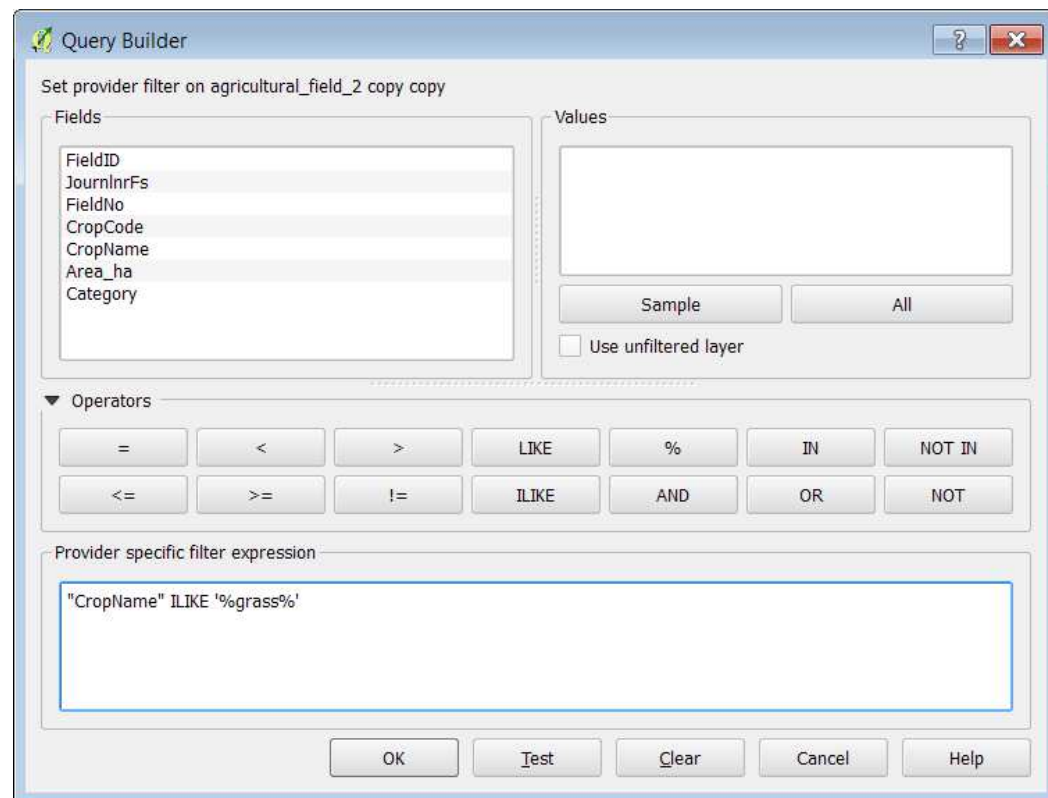 Query Builder
Set provider filter on agricultural_field_2 copy copy
Fields
FieldID
JournlnrFs
FieldNo
CropCode
CropName
Area_ha
Category
Values
Sample All
Use unfiltered layer
Operators
= < > LIKE % IN NOT IN
<= >= != ILIKE AND OR NOT
Provider specific filter expression
"CropName" ILIKE '%grass%'
OK Test Clear Cancel Help